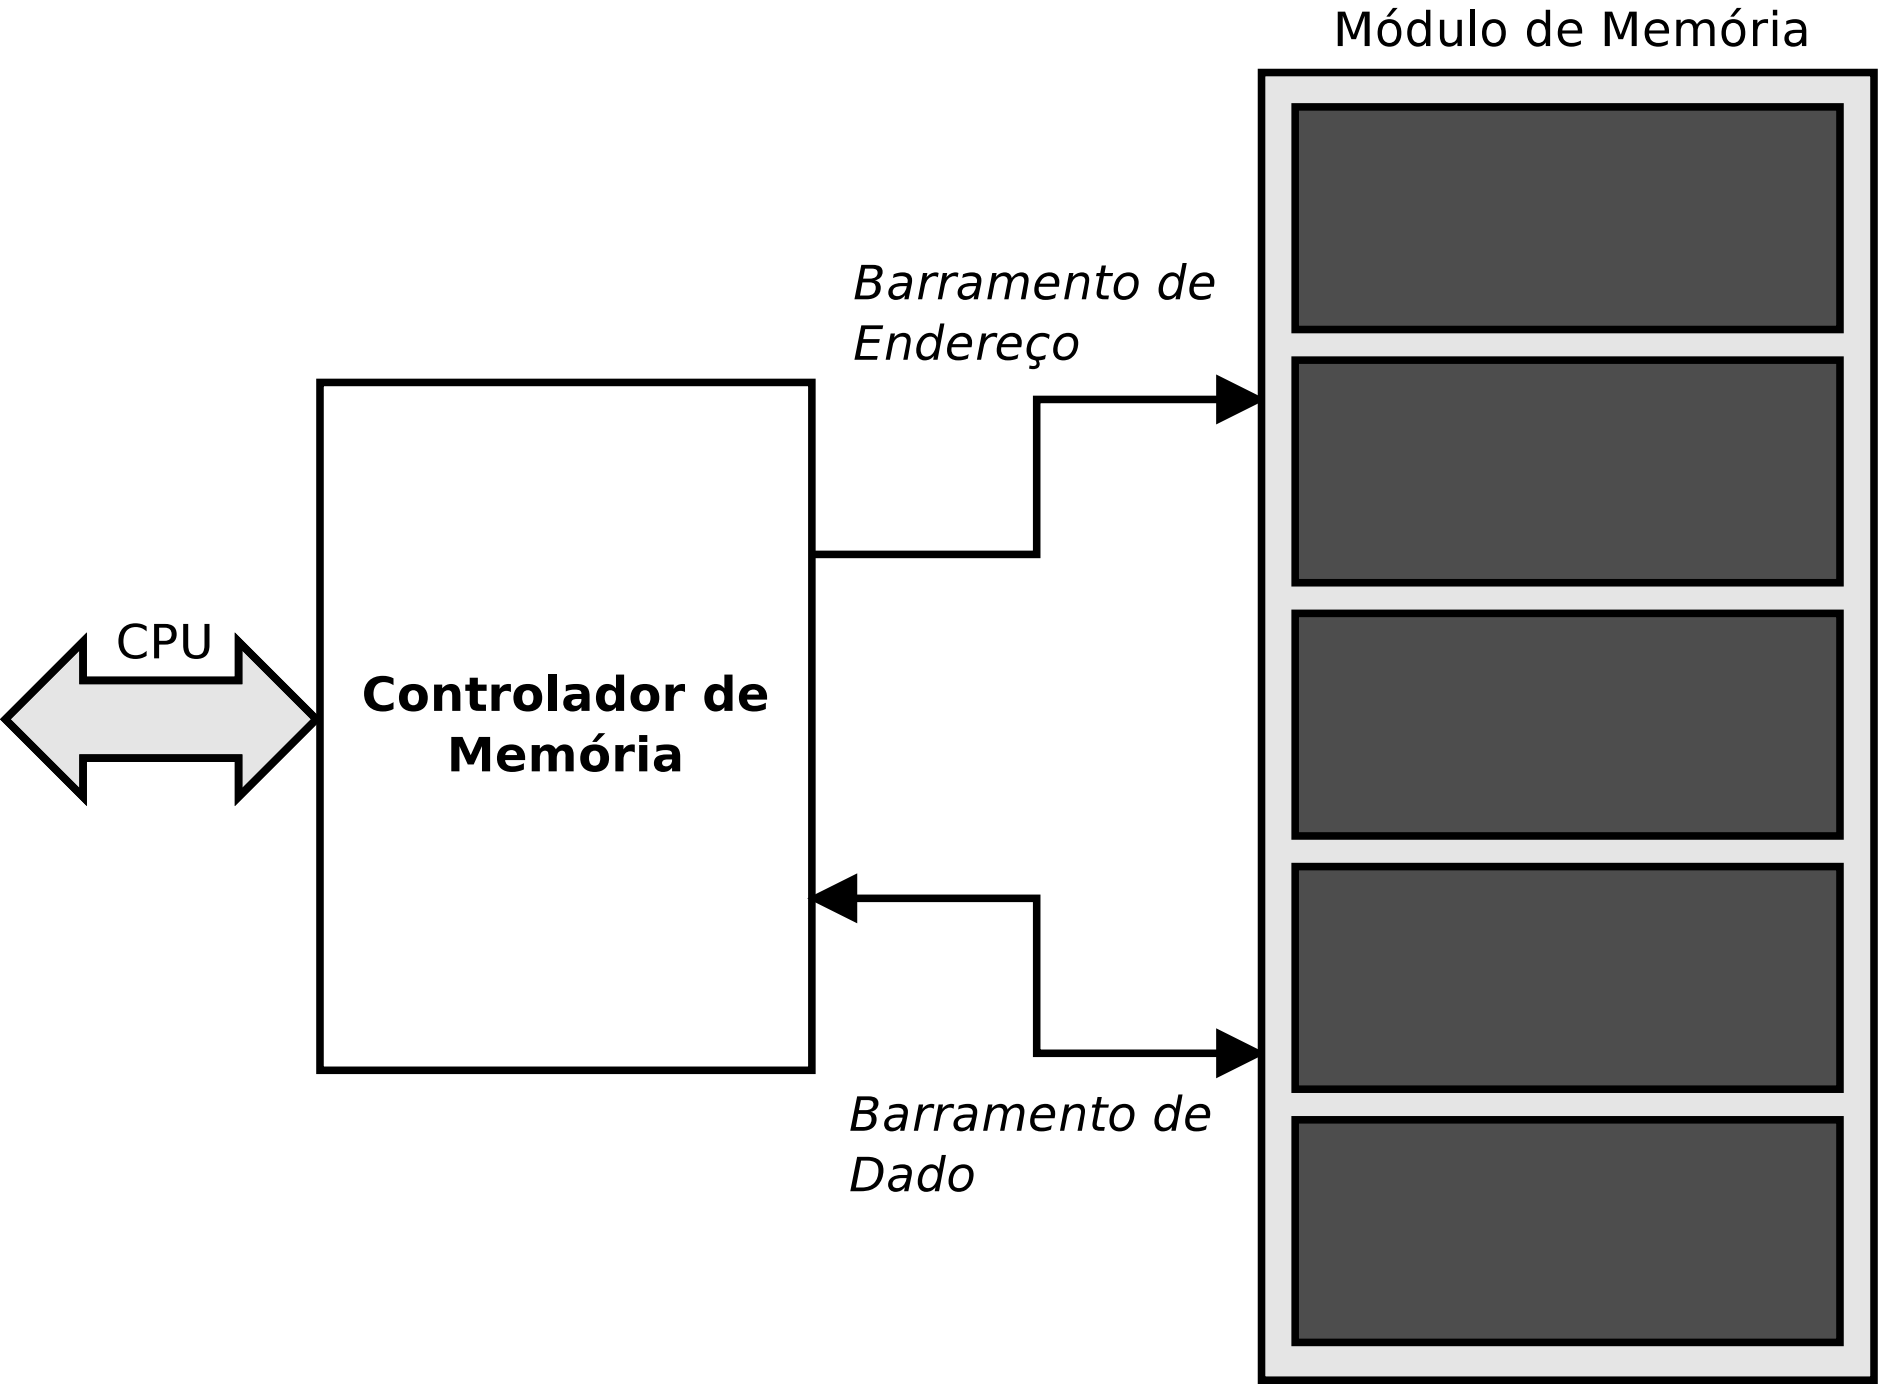 Módulo de Memória
Barramento de
Endereço
CPU
Controlador de
Memória
Barramento de
Dado